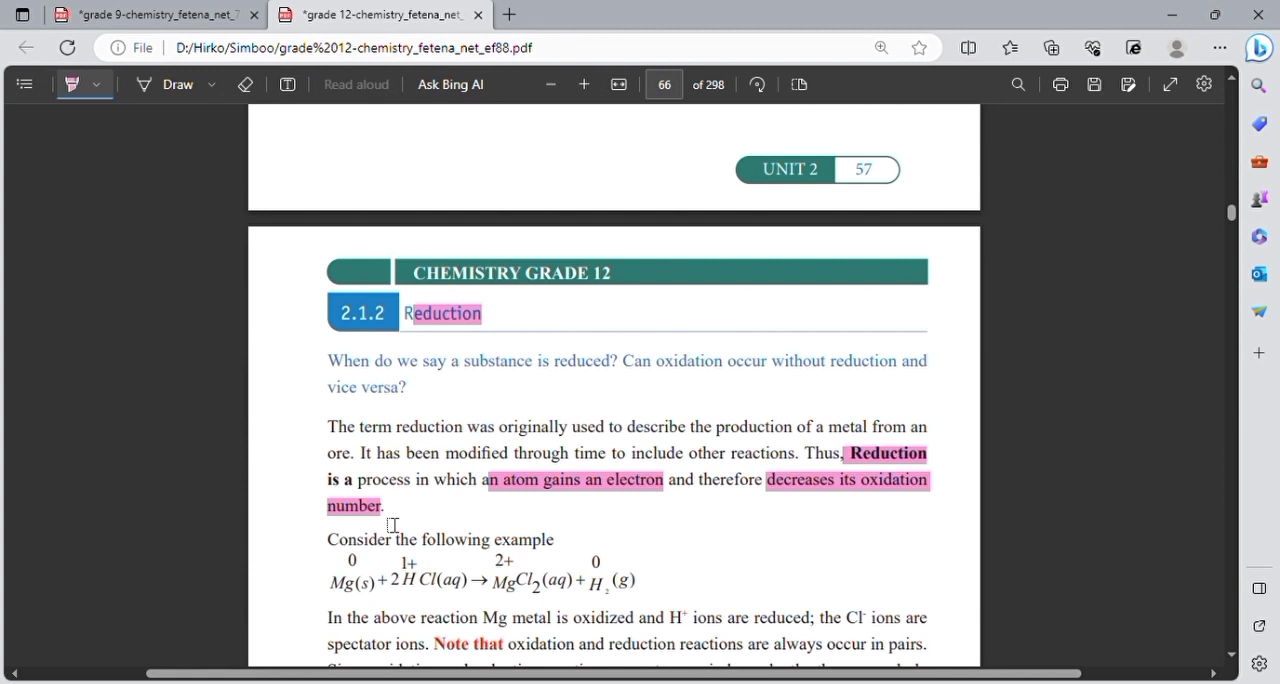 *grade 9-chemistry_fetena_net_7
*grade 12-chemistry_fetena_net_
File
D:/Hirko/Simboo/grade%2012-chemistry_fetena_net_ef88.pdf
Draw
Read aloud
Ask Bing AI
66 of 298
UNIT 2 57
CHEMISTRY GRADE 12
2.1.2 Reduction
When do we say a substance is reduced? Can oxidation occur without reduction and
vice versa?
The term reduction was originally used to describe the production of a metal from an
ore. It has been modified through time to include other reactions. Thus, Reduction
is a process in which an atom gains an electron and therefore decreases its oxidation
number.
Consider the following example
0 1+ 2+ 0
Mg(s)+2HCl(aq)→MgCl₂(aq)+H₂(g)
In the above reaction Mg metal is oxidized and H⁺ ions are reduced; the Cl⁻ ions are
spectator ions. Note that oxidation and reduction reactions are always occur in pairs.